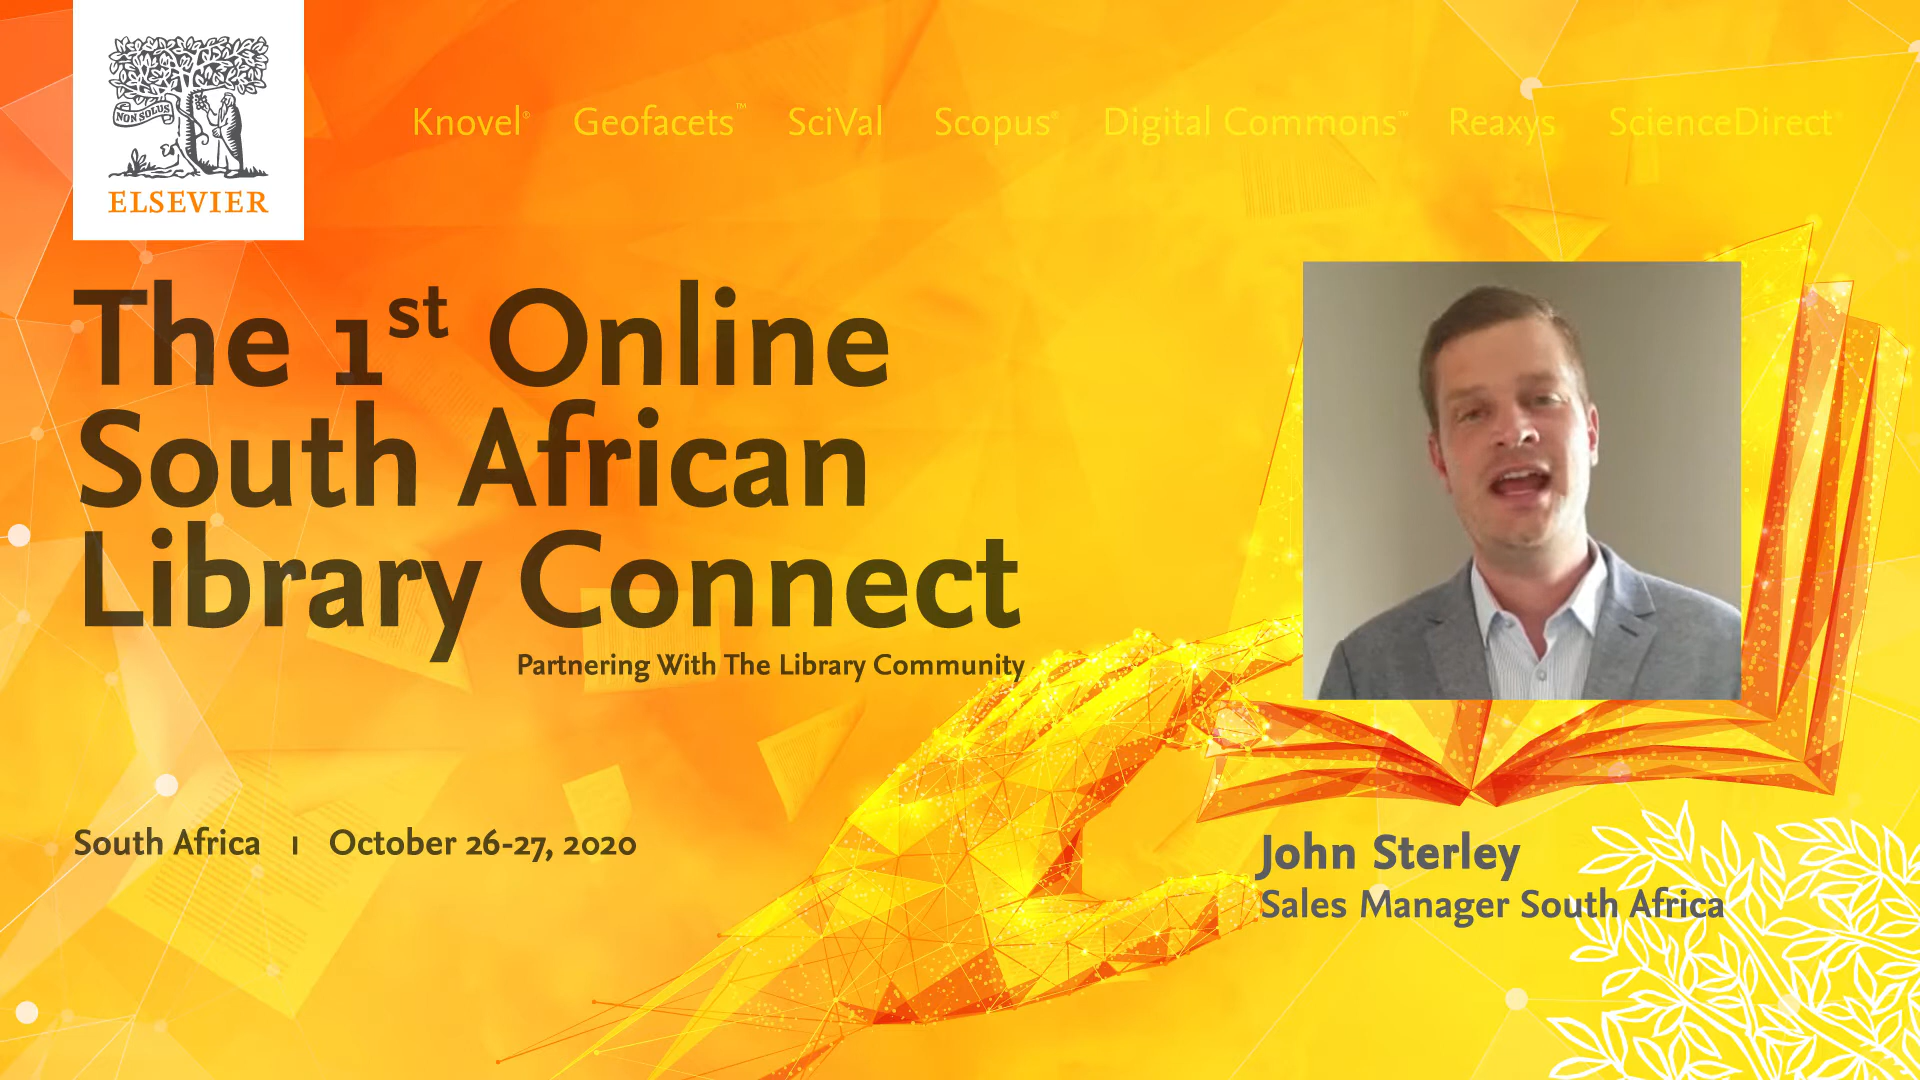 NON SOLUS
ELSEVIER
Knovel® Geofacets™ SciVal Scopus® Digital Commons™ Reaxys ScienceDirect®
The 1st Online
South African
Library Connect
Partnering With The Library Community
South Africa ı October 26-27, 2020
John Sterley
Sales Manager South Africa